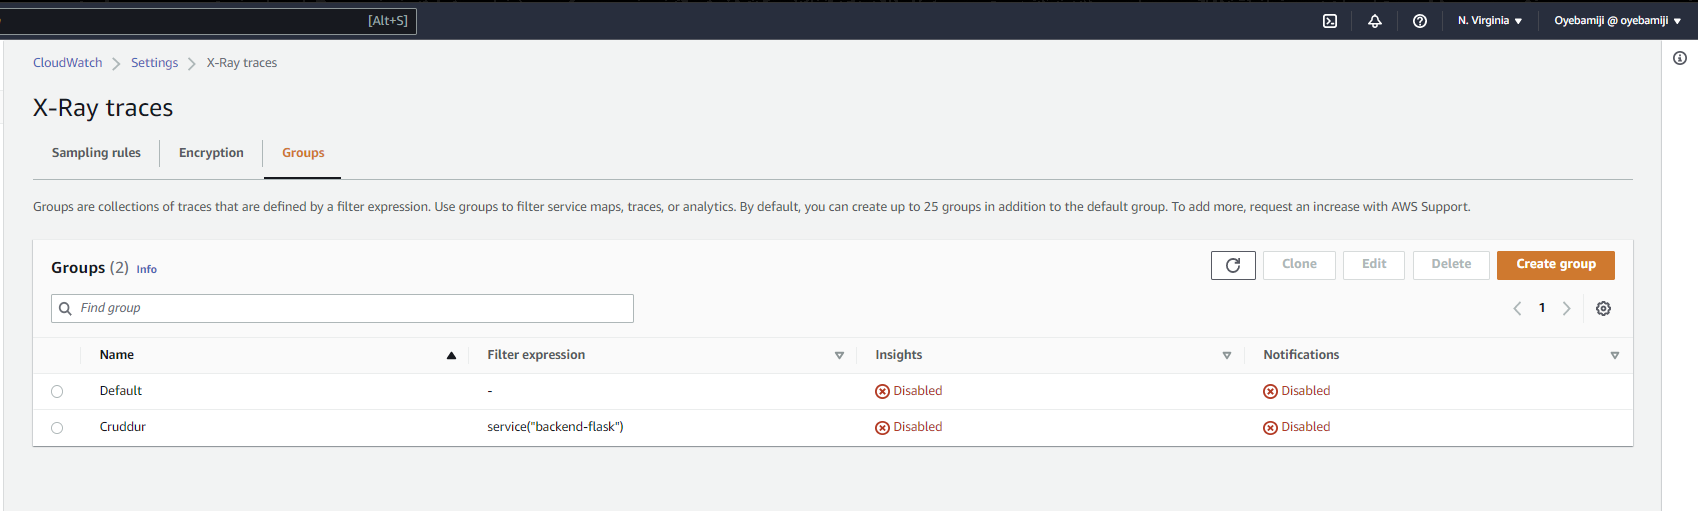 [Alt+S] N. Virginia Oyebamiji @ oyebamiji
CloudWatch Settings X-Ray traces
X-Ray traces
Sampling rules Encryption Groups
Groups are collections of traces that are defined by a filter expression. Use groups to filter service maps, traces, or analytics. By default, you can create up to 25 groups in addition to the default group. To add more, request an increase with AWS Support.
Groups (2) Info Clone Edit Delete Create group
Find group 1
Name Filter expression Insights Notifications
Default - Disabled Disabled
Cruddur service("backend-flask") Disabled Disabled